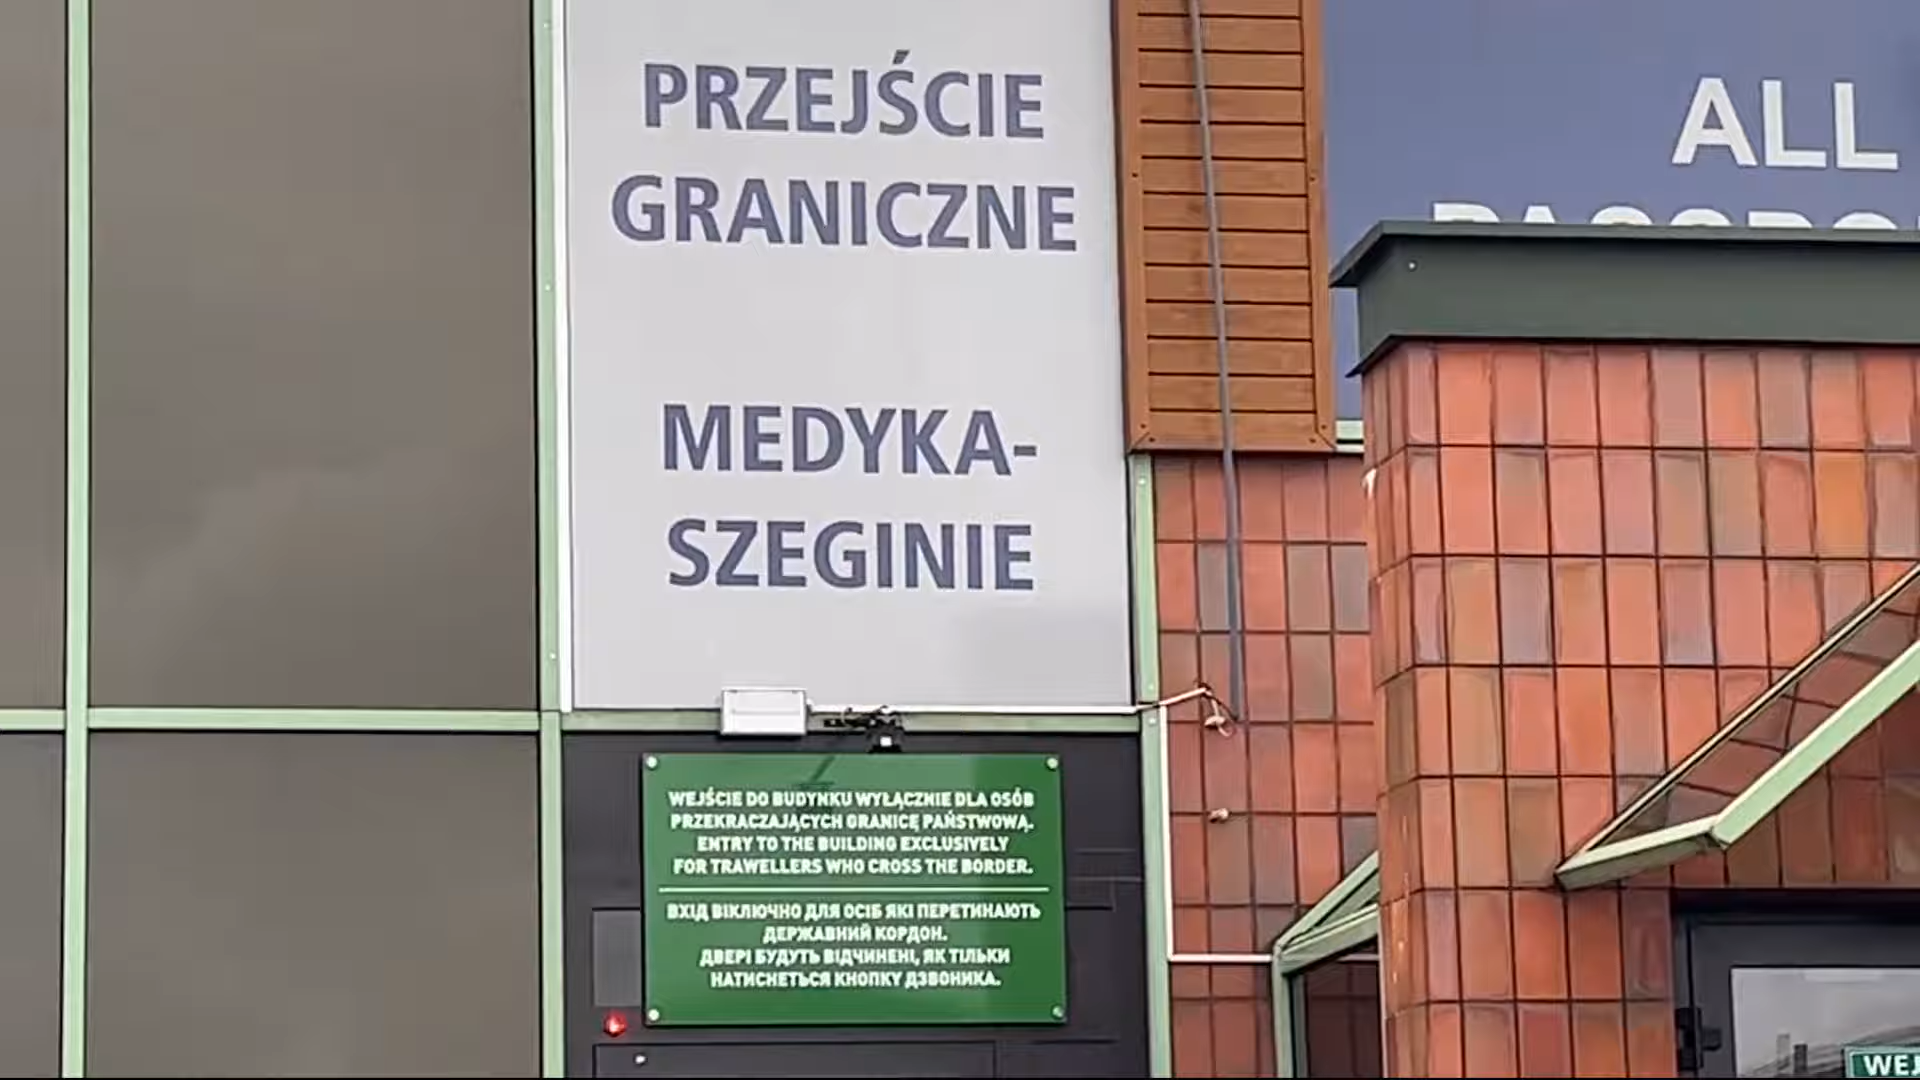 PRZEJŚCIE
GRANICZNE
MEDYKA-
SZEGINIE
ALL
WEJŚCIE DO BUDYNKU WYŁĄCZNIE DLA OSÓB
PRZEKRACZAJĄCYCH GRANICĘ PAŃSTWOWĄ.
ENTRY TO THE BUILDING EXCLUSIVELY
FOR TRAWELLERS WHO CROSS THE BORDER.
ВХІД ВІКЛЮЧНО ДЛЯ ОСІБ ЯКІ ПЕРЕТИНАЮТЬ
ДЕРЖАВНИЙ КОРДОН.
ДВЕРІ БУДУТЬ ВІДЧИНЕНІ, ЯК ТІЛЬКИ
НАТИСНЕТЬСЯ КНОПКУ ДЗВОНИКА.
WEJ